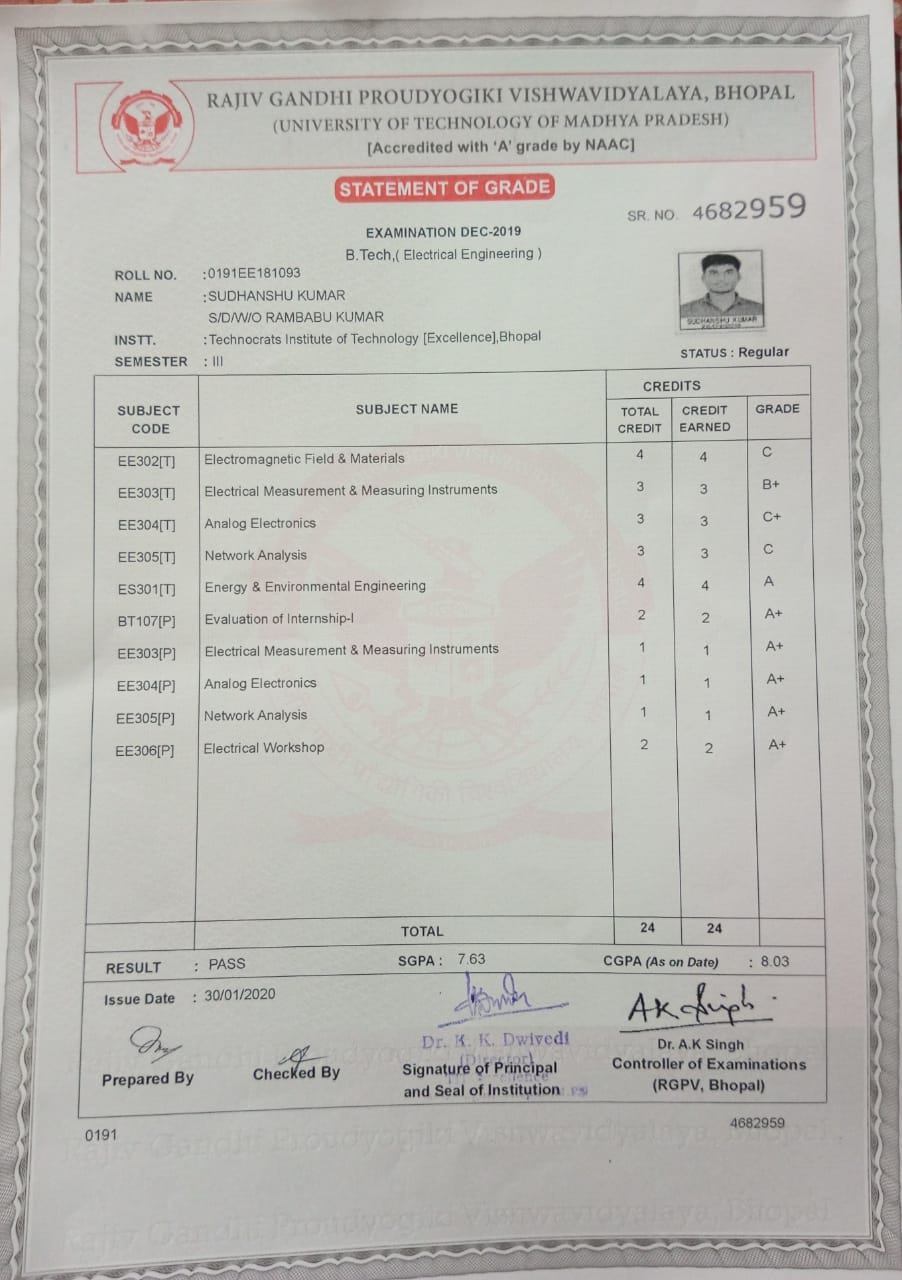 RAJIV GANDHI PROUDYOGIKI VISHWAVIDYALAYA, BHOPAL
(UNIVERSITY OF TECHNOLOGY OF MADHYA PRADESH)
[Accredited with 'A' grade by NAAC]
STATEMENT OF GRADE
SR. NO. 4682959
EXAMINATION DEC-2019
B.Tech,( Electrical Engineering )
ROLL NO. :0191EE181093
NAME :SUDHANSHU KUMAR
S/D/W/O RAMBABU KUMAR
SUDHANSHU KUMAR
INSTT. :Technocrats Institute of Technology [Excellence],Bhopal
SEMESTER : III
STATUS : Regular
SUBJECT CODE SUBJECT NAME CREDITS
TOTAL CREDIT CREDIT EARNED GRADE
EE302[T] Electromagnetic Field & Materials 4 4 C
EE303[T] Electrical Measurement & Measuring Instruments 3 3 B+
EE304[T] Analog Electronics 3 3 C+
EE305[T] Network Analysis 3 3 C
ES301[T] Energy & Environmental Engineering 4 4 A
BT107[P] Evaluation of Internship-I 2 2 A+
EE303[P] Electrical Measurement & Measuring Instruments 1 1 A+
EE304[P] Analog Electronics 1 1 A+
EE305[P] Network Analysis 1 1 A+
EE306[P] Electrical Workshop 2 2 A+
TOTAL 24 24
RESULT : PASS SGPA : 7.63 CGPA (As on Date) : 8.03
Issue Date : 30/01/2020
AK Singh
Dr. K. K. Dwivedi
(Director)
Dr. A.K Singh
Prepared By
Checked By
Signature of Principal
and Seal of Institution
Controller of Examinations
(RGPV, Bhopal)
0191
4682959
Rajiv Gandhi Proudyogiki Vishwavidyalaya, Bhopal
Rajiv Gandhi Proudyogiki Vishwavidyalaya, Bhopal